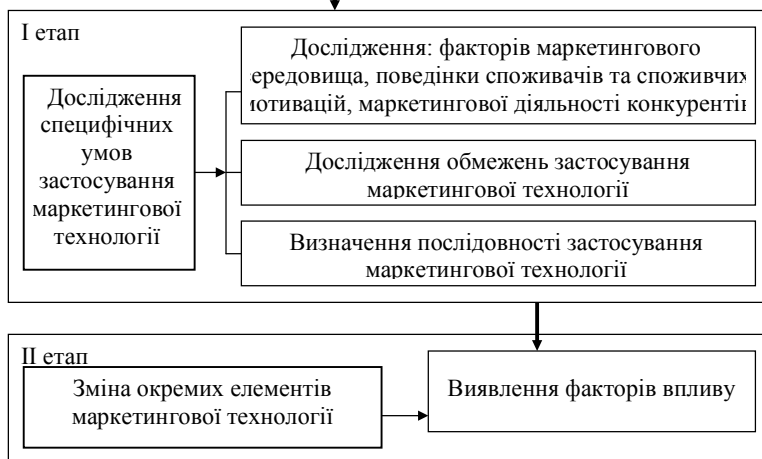 І етап
Дослідження
специфічних
умов
застосування
маркетингової
технології
Дослідження: факторів маркетингового
ередовища, поведінки споживачів та споживчих
мотивацій, маркетингової діяльності конкурентів
Дослідження обмежень застосування
маркетингової технології
Визначення послідовності застосування
маркетингової технології
ІІ етап
Зміна окремих елементів
маркетингової технології
Виявлення факторів впливу